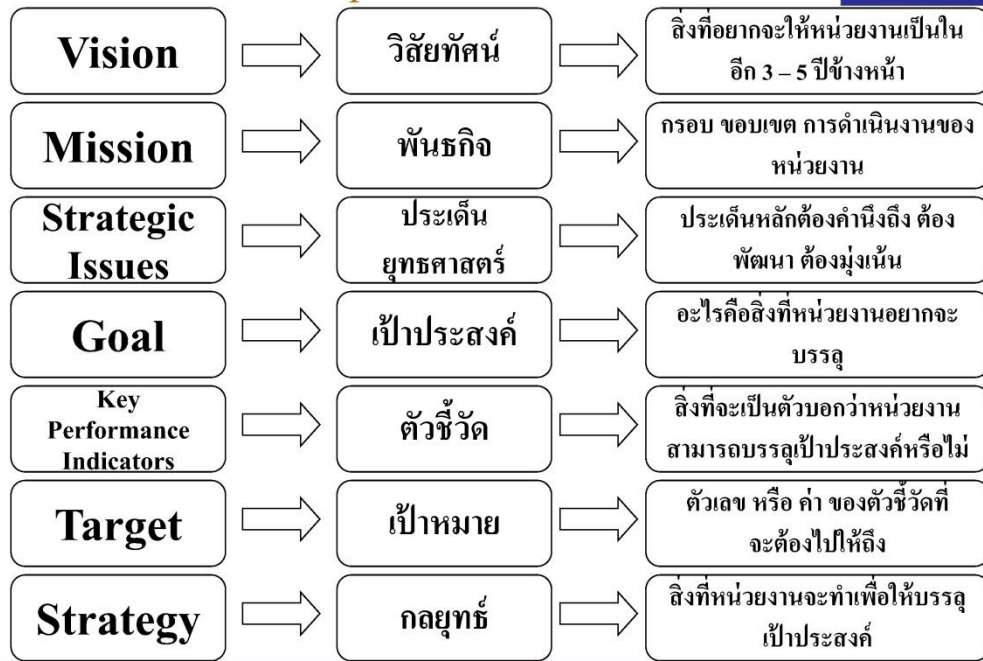 Vision
วิสัยทัศน์
สิ่งที่อยากจะให้หน่วยงานเป็นใน
อีก 3 – 5 ปีข้างหน้า
Mission
พันธกิจ
กรอบ ขอบเขต การดำเนินงานของ
หน่วยงาน
Strategic
Issues
ประเด็น
ยุทธศาสตร์
ประเด็นหลักต้องคำนึงถึง ต้อง
พัฒนา ต้องมุ่งเน้น
Goal
เป้าประสงค์
อะไรคือสิ่งที่หน่วยงานอยากจะ
บรรลุ
Key
Performance
Indicators
ตัวชี้วัด
สิ่งที่จะเป็นตัวบอกว่าหน่วยงาน
สามารถบรรลุเป้าประสงค์หรือไม่
Target
เป้าหมาย
ตัวเลข หรือ ค่า ของตัวชี้วัดที่
จะต้องไปให้ถึง
Strategy
กลยุทธ์
สิ่งที่หน่วยงานจะทำเพื่อให้บรรลุ
เป้าประสงค์